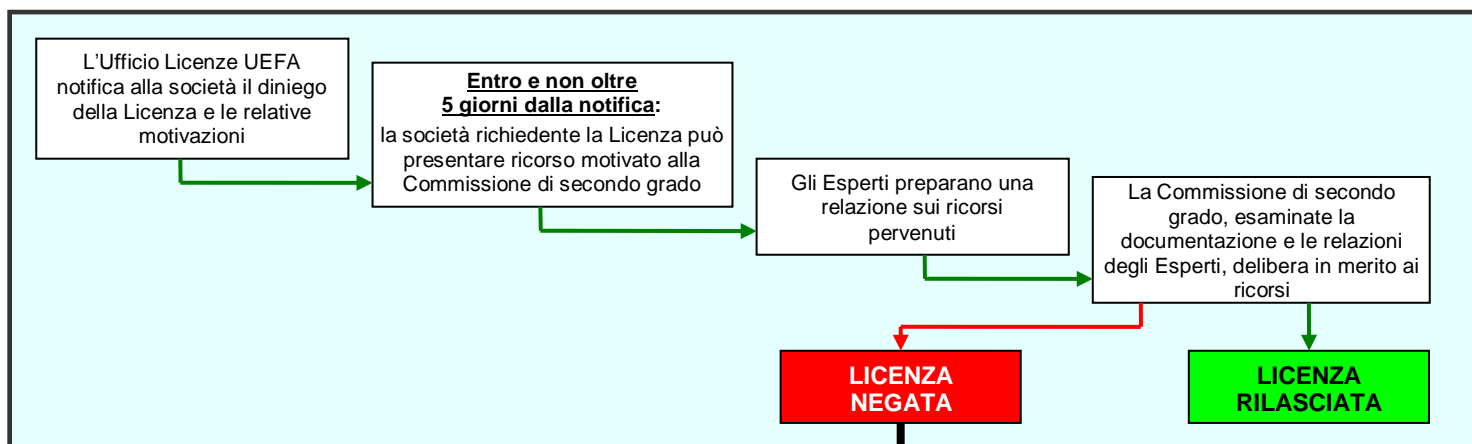 L'Ufficio Licenze UEFA
notifica alla società il diniego
della Licenza e le relative
motivazioni
Entro e non oltre
5 giorni dalla notifica:
la società richiedente la Licenza può
presentare ricorso motivato alla
Commissione di secondo grado
Gli Esperti preparano una
relazione sui ricorsi
pervenuti
La Commissione di secondo
grado, esaminate la
documentazione e le relazioni
degli Esperti, delibera in merito ai
ricorsi
LICENZA
NEGATA
LICENZA
RILASCIATA